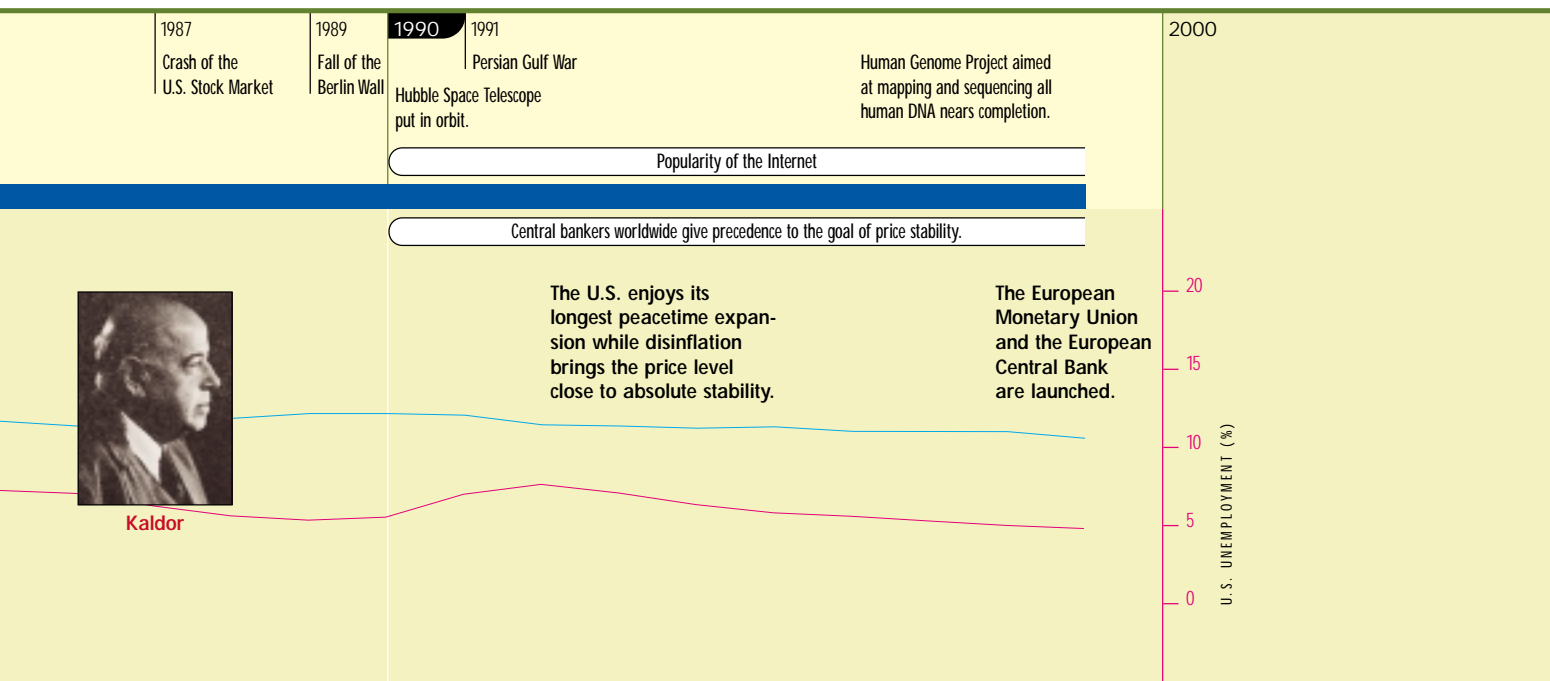 1987
Crash of the
U.S. Stock Market
1989
Fall of the
Berlin Wall
1990
Hubble Space Telescope
put in orbit.
1991
Persian Gulf War
Human Genome Project aimed
at mapping and sequencing all
human DNA nears completion.
2000
Popularity of the Internet
Central bankers worldwide give precedence to the goal of price stability.
Kaldor
The U.S. enjoys its
longest peacetime expan-
sion while disinflation
brings the price level
close to absolute stability.
The European
Monetary Union
and the European
Central Bank
are launched.
20
15
10
5
0
U.S. UNEMPLOYMENT (%)